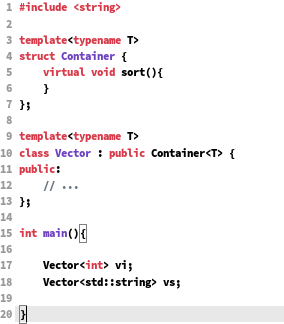 1 #include <string>
2
3 template<typename T>
4 struct Container {
5     virtual void sort(){
6     }
7 };
8
9 template<typename T>
10 class Vector : public Container<T> {
11 public:
12     // ...
13 };
14
15 int main(){
16
17     Vector<int> vi;
18     Vector<std::string> vs;
19
20 }